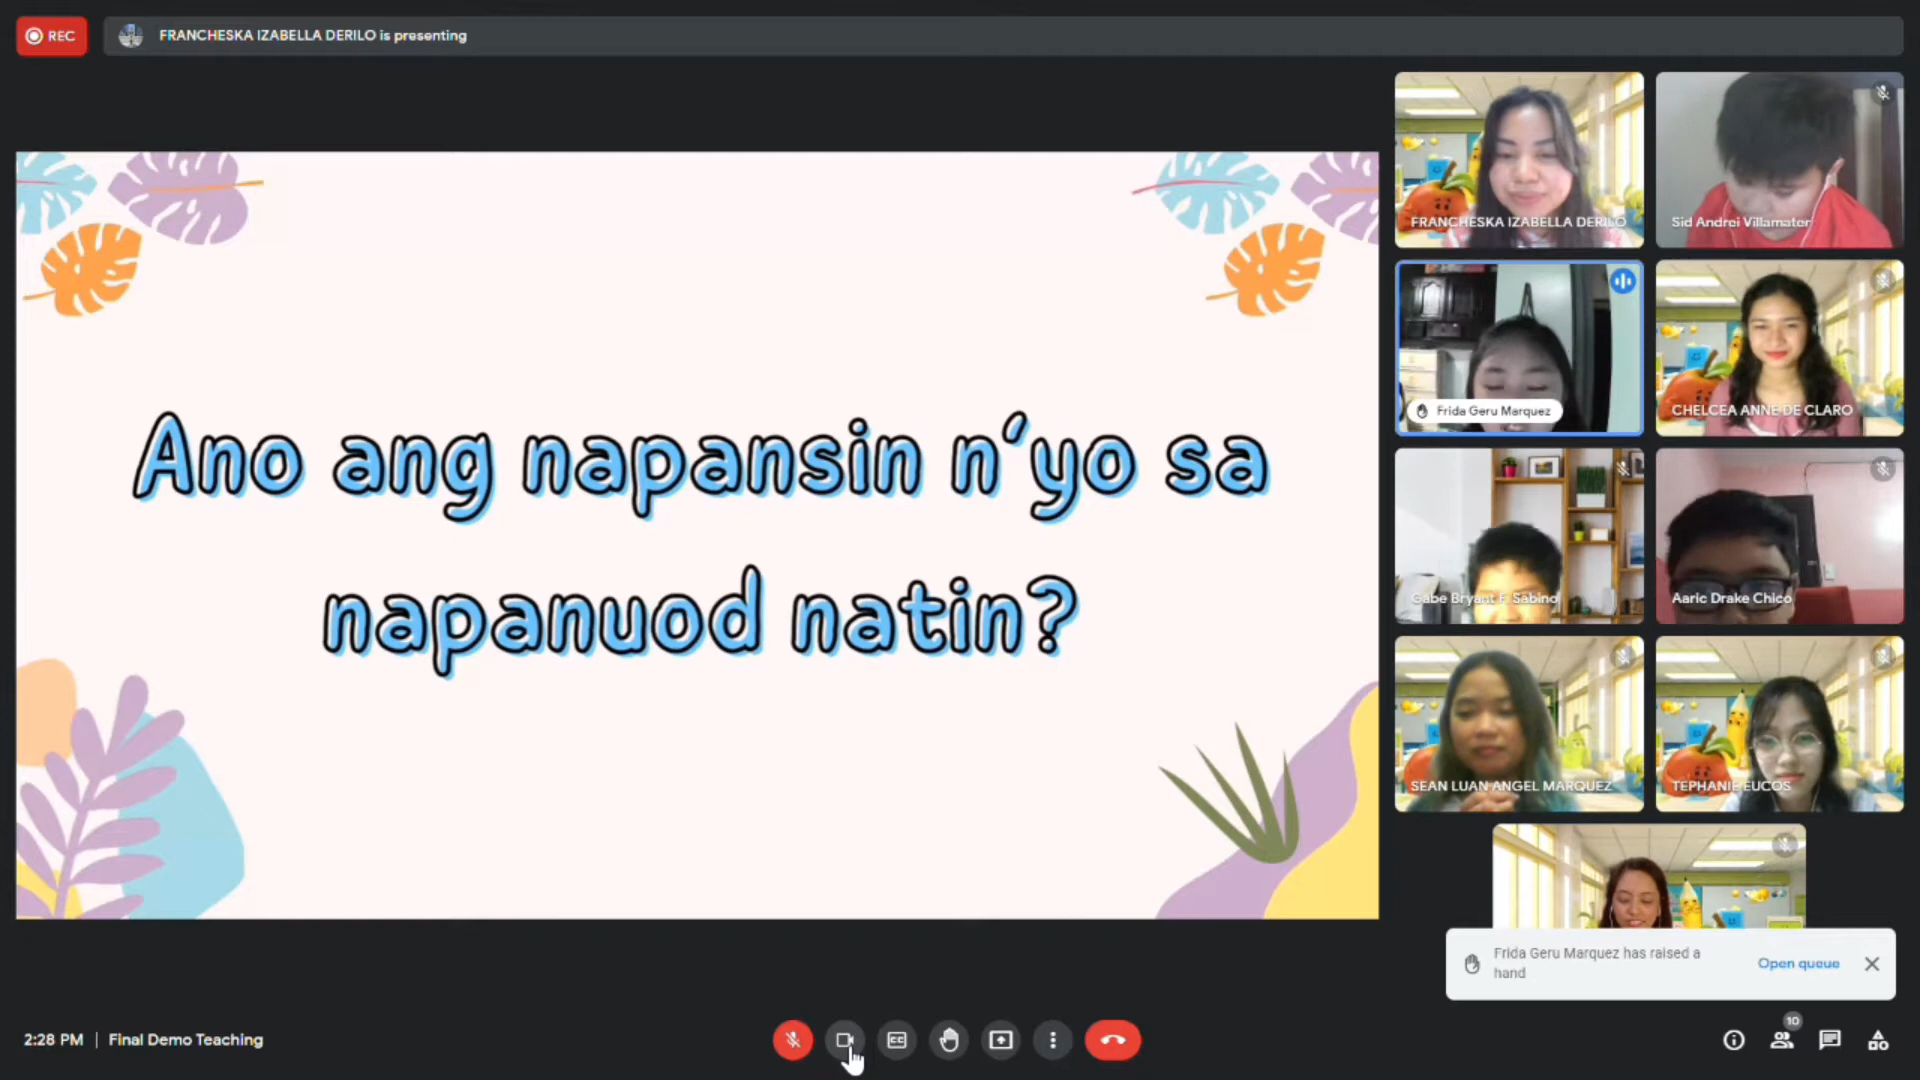 REC
FRANCHESKA IZABELLA DERILO is presenting
Ano ang napansin n'yo sa
napanuod natin?
FRANCHESKA IZABELLA DERILO
Sid Andrei Villamater
Frida Geru Marquez
CHELCEA ANNE DE CLARO
Gabe Bryant F. Sabino
Aaric Drake Chico
SEAN LUAN ANGEL MARQUEZ
TEPHANIE EUCOS
Frida Geru Marquez has raised a
hand
Open queue
2:28 PM | Final Demo Teaching
10